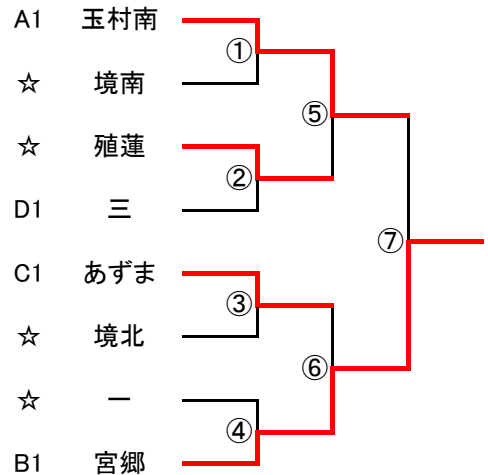 A1 玉村南
①
☆ 境南
⑤
☆ 殖蓮
②
D1 三
⑦
C1 あずま
③
☆ 境北
⑥
☆ 一
④
B1 宮郷